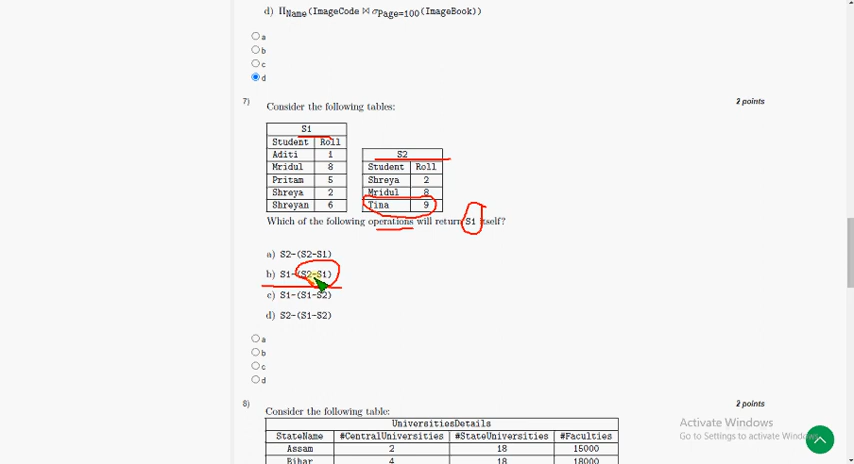 d) ΠName(ImageCode ⋈ σPage=100(ImageBook))
a
b
c
d
7)
2 points
Consider the following tables:
S1
Student Roll
Aditi 1
Mridul 8
Pritam 5
Shreya 2
Shreyan 6
S2
Student Roll
Shreya 2
Mridul 8
Tina 9
Which of the following operations will return S1 itself?
a) S2-(S2-S1)
b) S1-(S2-S1)
c) S1-(S1-S2)
d) S2-(S1-S2)
a
b
c
d
8)
2 points
Consider the following table:
UniversitiesDetails
StateName #CentralUniversities #StateUniversities #Faculties
Assam 2 18 15000
Bihar 4 18 18000
Activate Windows
Go to Settings to activate Windows